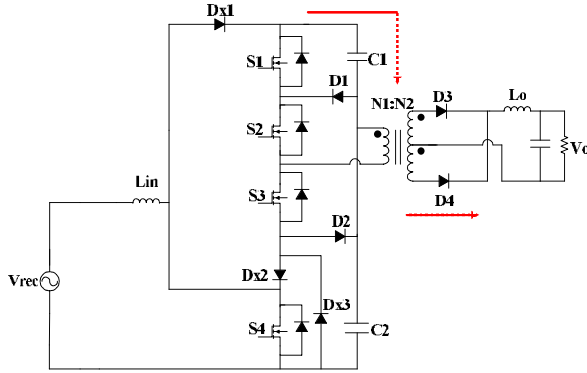 Dx1
S1
C1
D1
N1:N2
D3
Lo
S2
Vo
Lin
S3
D4
D2
Vrec
Dx2
Dx3
S4
C2